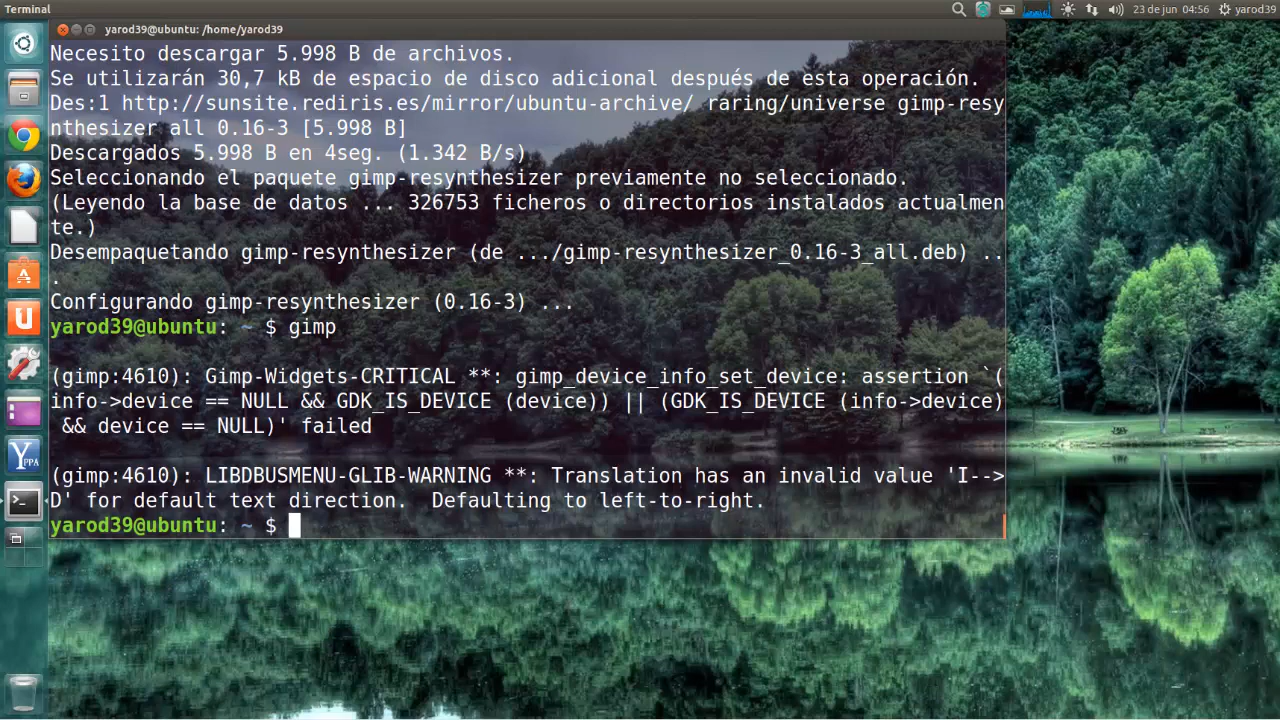 Terminal
23 de jun 04:56
yarod39
yarod39@ubuntu: /home/yarod39
Necesito descargar 5.998 B de archivos.
Se utilizarán 30,7 kB de espacio de disco adicional después de esta operación.
Des:1 http://sunsite.rediris.es/mirror/ubuntu-archive/ raring/universe gimp-resy
nthesizer all 0.16-3 [5.998 B]
Descargados 5.998 B en 4seg. (1.342 B/s)
Seleccionando el paquete gimp-resynthesizer previamente no seleccionado.
(Leyendo la base de datos ... 326753 ficheros o directorios instalados actualmen
te.)
Desempaquetando gimp-resynthesizer (de .../gimp-resynthesizer_0.16-3_all.deb) ..
.
Configurando gimp-resynthesizer (0.16-3) ...
yarod39@ubuntu: ~ $ gimp
(gimp:4610): Gimp-Widgets-CRITICAL **: gimp_device_info_set_device: assertion `(
info->device == NULL && GDK_IS_DEVICE (device)) || (GDK_IS_DEVICE (info->device)
 && device == NULL)' failed
(gimp:4610): LIBDBUSMENU-GLIB-WARNING **: Translation has an invalid value 'I-->
D' for default text direction.  Defaulting to left-to-right.
yarod39@ubuntu: ~ $
U
Y
PPA
>_